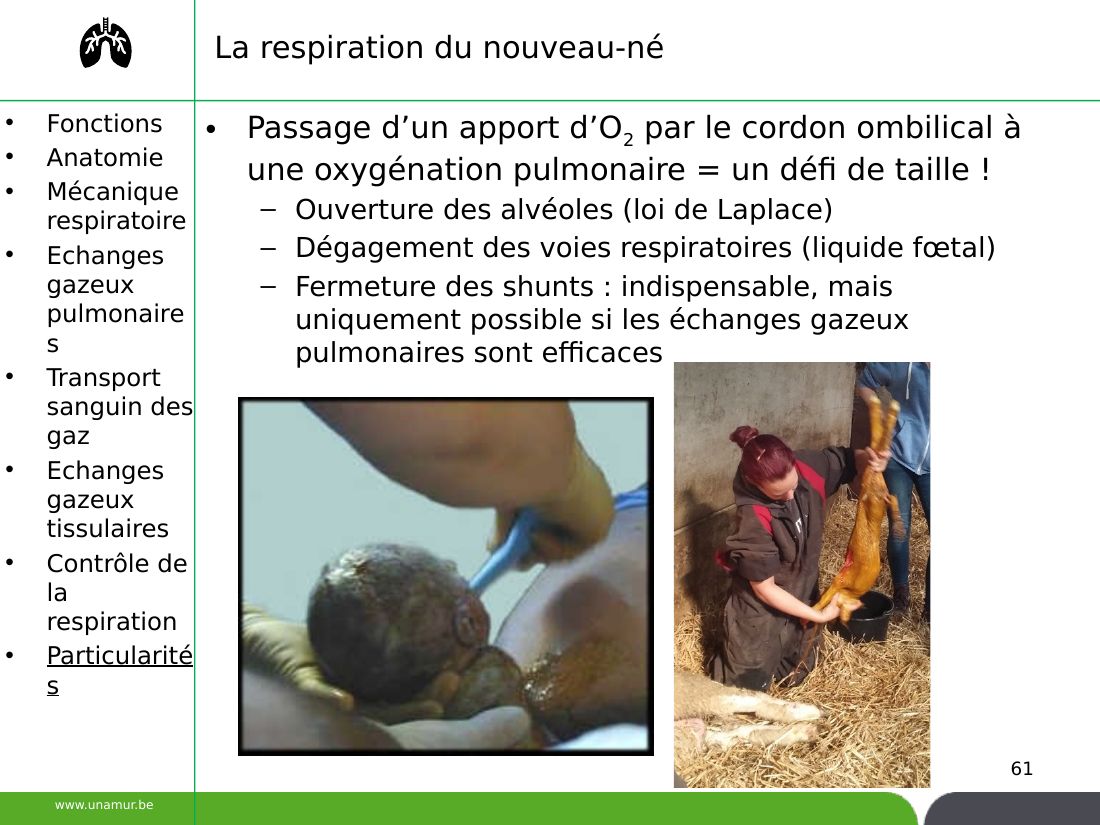 La respiration du nouveau-né
• Fonctions
• Anatomie
• Mécanique
respiratoire
• Echanges
gazeux
pulmonaire
s
• Transport
sanguin des
gaz
• Echanges
gazeux
tissulaires
• Contrôle de
la
respiration
• Particularité
s
• Passage d’un apport d’O2 par le cordon ombilical à
une oxygénation pulmonaire = un défi de taille !
– Ouverture des alvéoles (loi de Laplace)
– Dégagement des voies respiratoires (liquide fœtal)
– Fermeture des shunts : indispensable, mais
uniquement possible si les échanges gazeux
pulmonaires sont efficaces
61
www.unamur.be